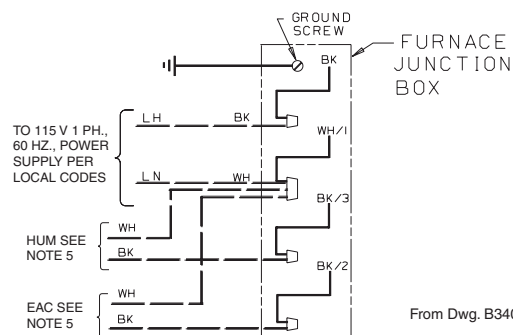 GROUND
SCREW
FURNACE
JUNCTION
BOX
BK
LH
BK
TO 115 V 1 PH.,
60 HZ., POWER
SUPPLY PER
LOCAL CODES
WH/1
LN
WH
BK/3
WH
HUM SEE
NOTE 5
BK
BK/2
WH
EAC SEE
NOTE 5
BK
From Dwg. B340